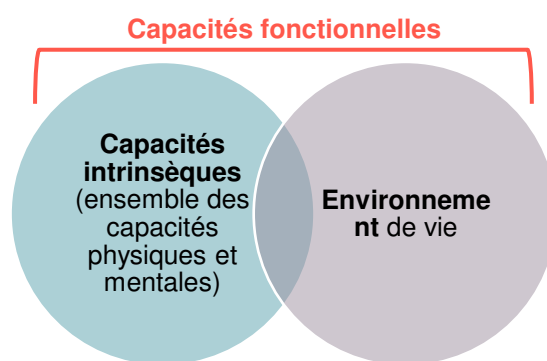 Capacités fonctionnelles
Capacités
intrinsèques
(ensemble des
capacités
physiques et
mentales)
Environneme
nt de vie